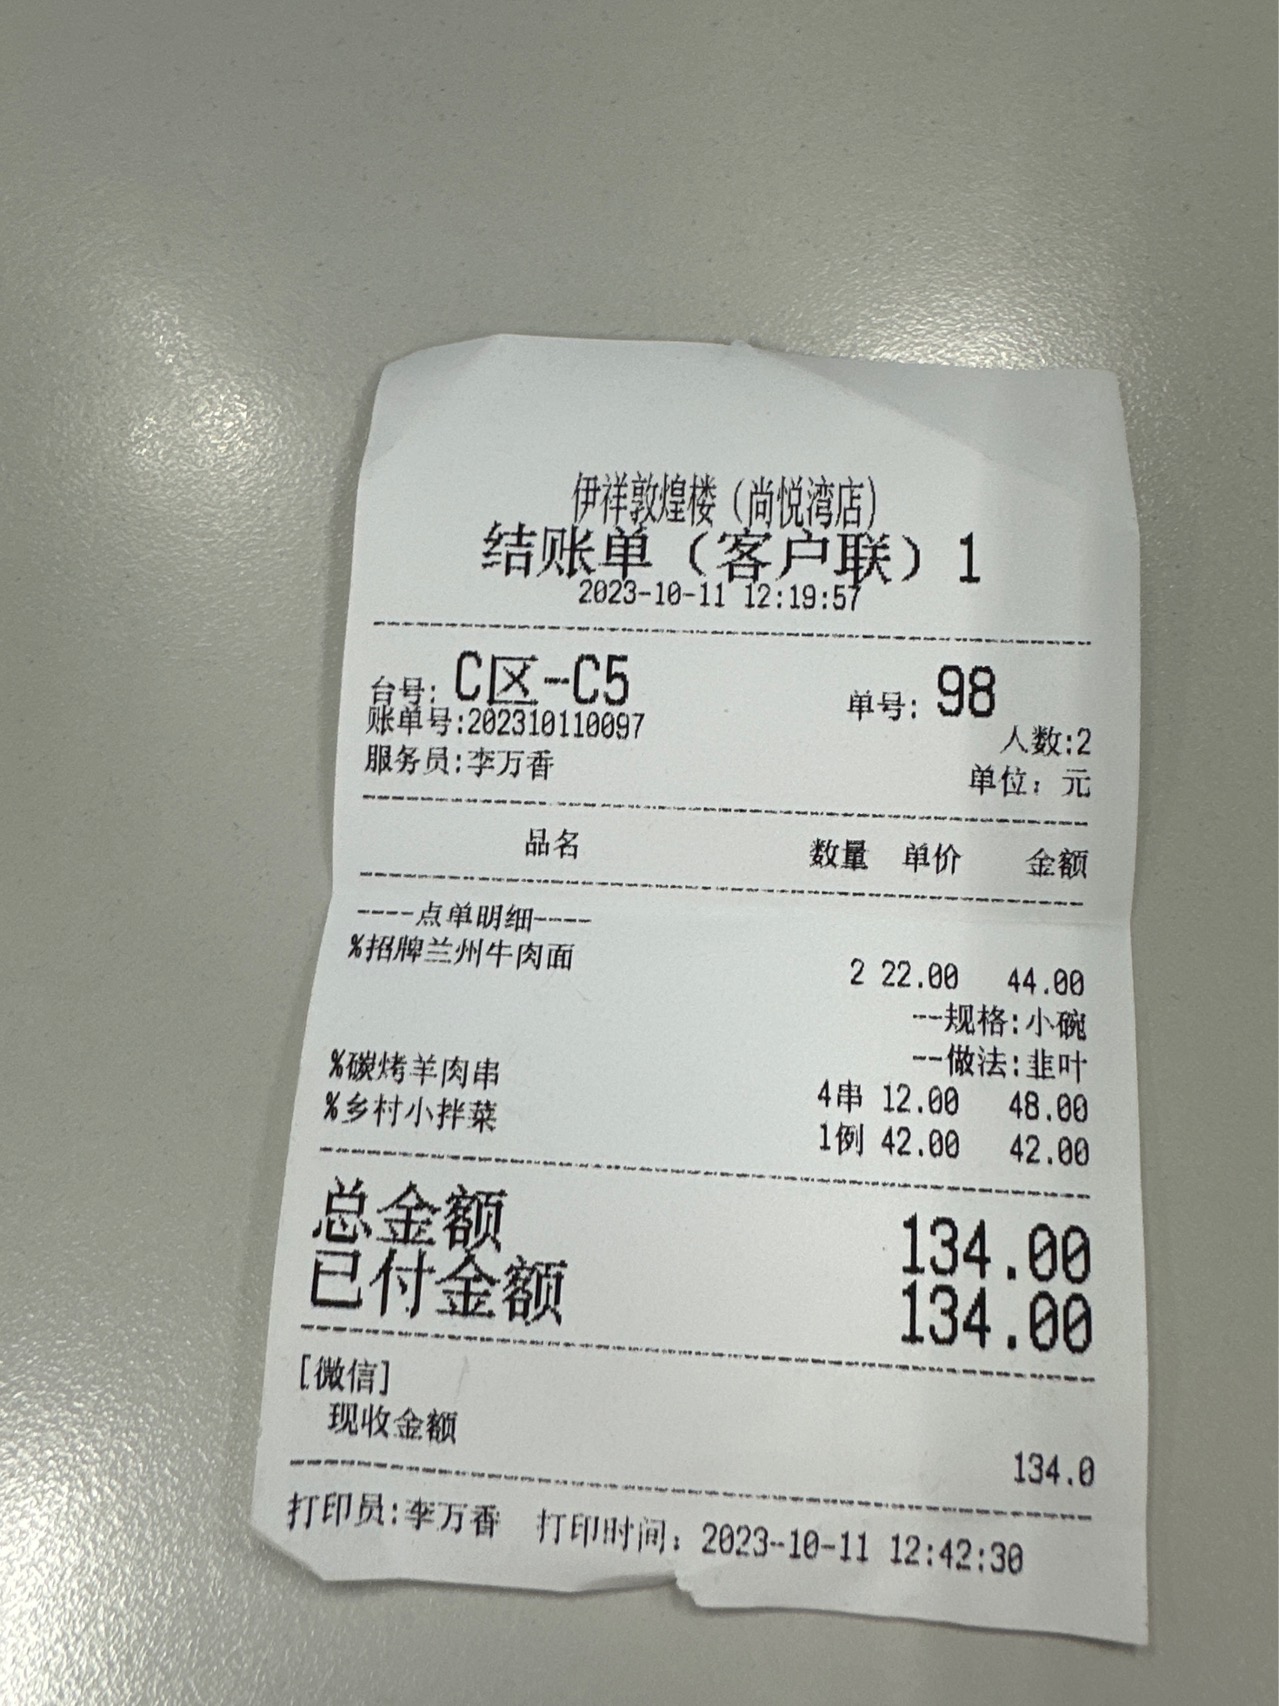 伊祥敦煌楼（尚悦湾店）
结账单（客户联）1
2023-10-11 12:19:57
台号: C区-C5 单号: 98
账单号:202310110097
人数:2
服务员:李万香
单位：元
品名 数量 单价 金额
----点单明细----
%招牌兰州牛肉面
2 22.00 44.00
--规格:小碗
--做法:韭叶
%碳烤羊肉串
4串 12.00 48.00
%乡村小拌菜
1例 42.00 42.00
总金额 134.00
已付金额 134.00
[微信]
现收金额
134.0
打印员:李万香 打印时间：2023-10-11 12:42:30